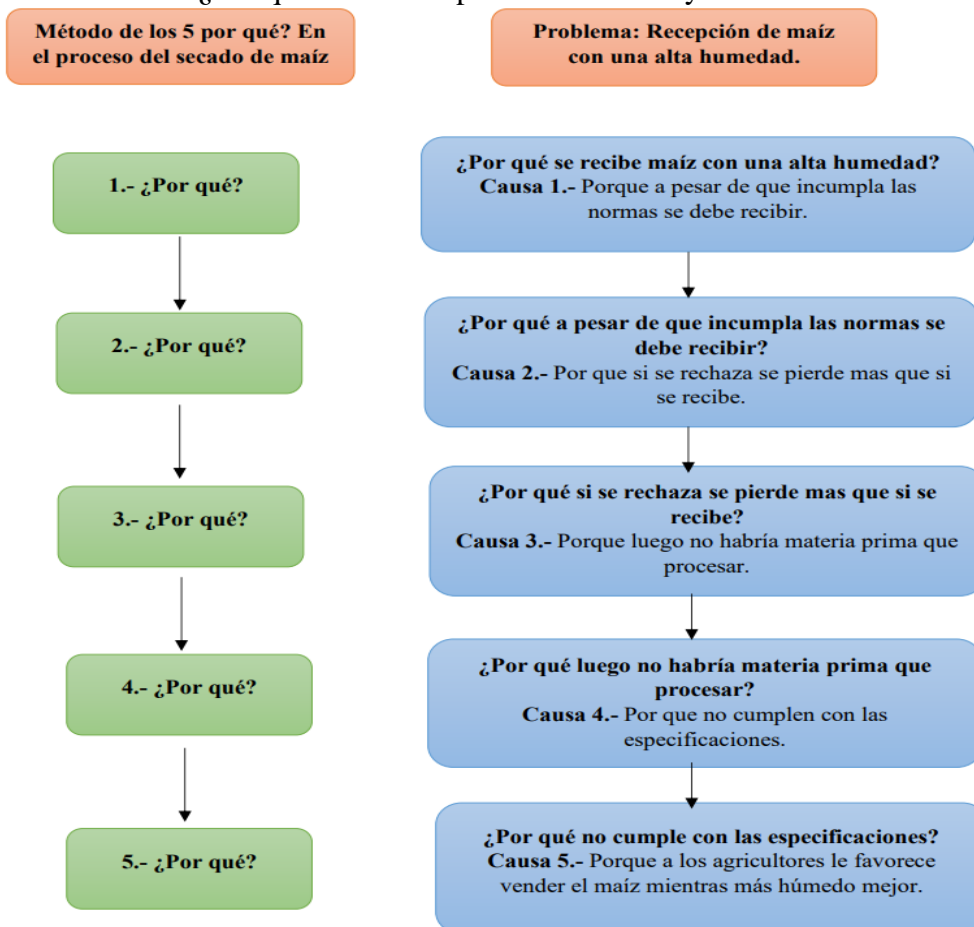 Método de los 5 por qué? En
el proceso del secado de maíz
Problema: Recepción de maíz
con una alta humedad.
1.- ¿Por qué?
¿Por qué se recibe maíz con una alta humedad?
Causa 1.- Porque a pesar de que incumpla las
normas se debe recibir.
2.- ¿Por qué?
¿Por qué a pesar de que incumpla las normas se
debe recibir?
Causa 2.- Por que si se rechaza se pierde mas que si
se recibe.
3.- ¿Por qué?
¿Por qué si se rechaza se pierde mas que si se
recibe?
Causa 3.- Porque luego no habría materia prima que
procesar.
4.- ¿Por qué?
¿Por qué luego no habría materia prima que
procesar?
Causa 4.- Por que no cumplen con las
especificaciones.
5.- ¿Por qué?
¿Por qué no cumple con las especificaciones?
Causa 5.- Porque a los agricultores le favorece
vender el maíz mientras más húmedo mejor.